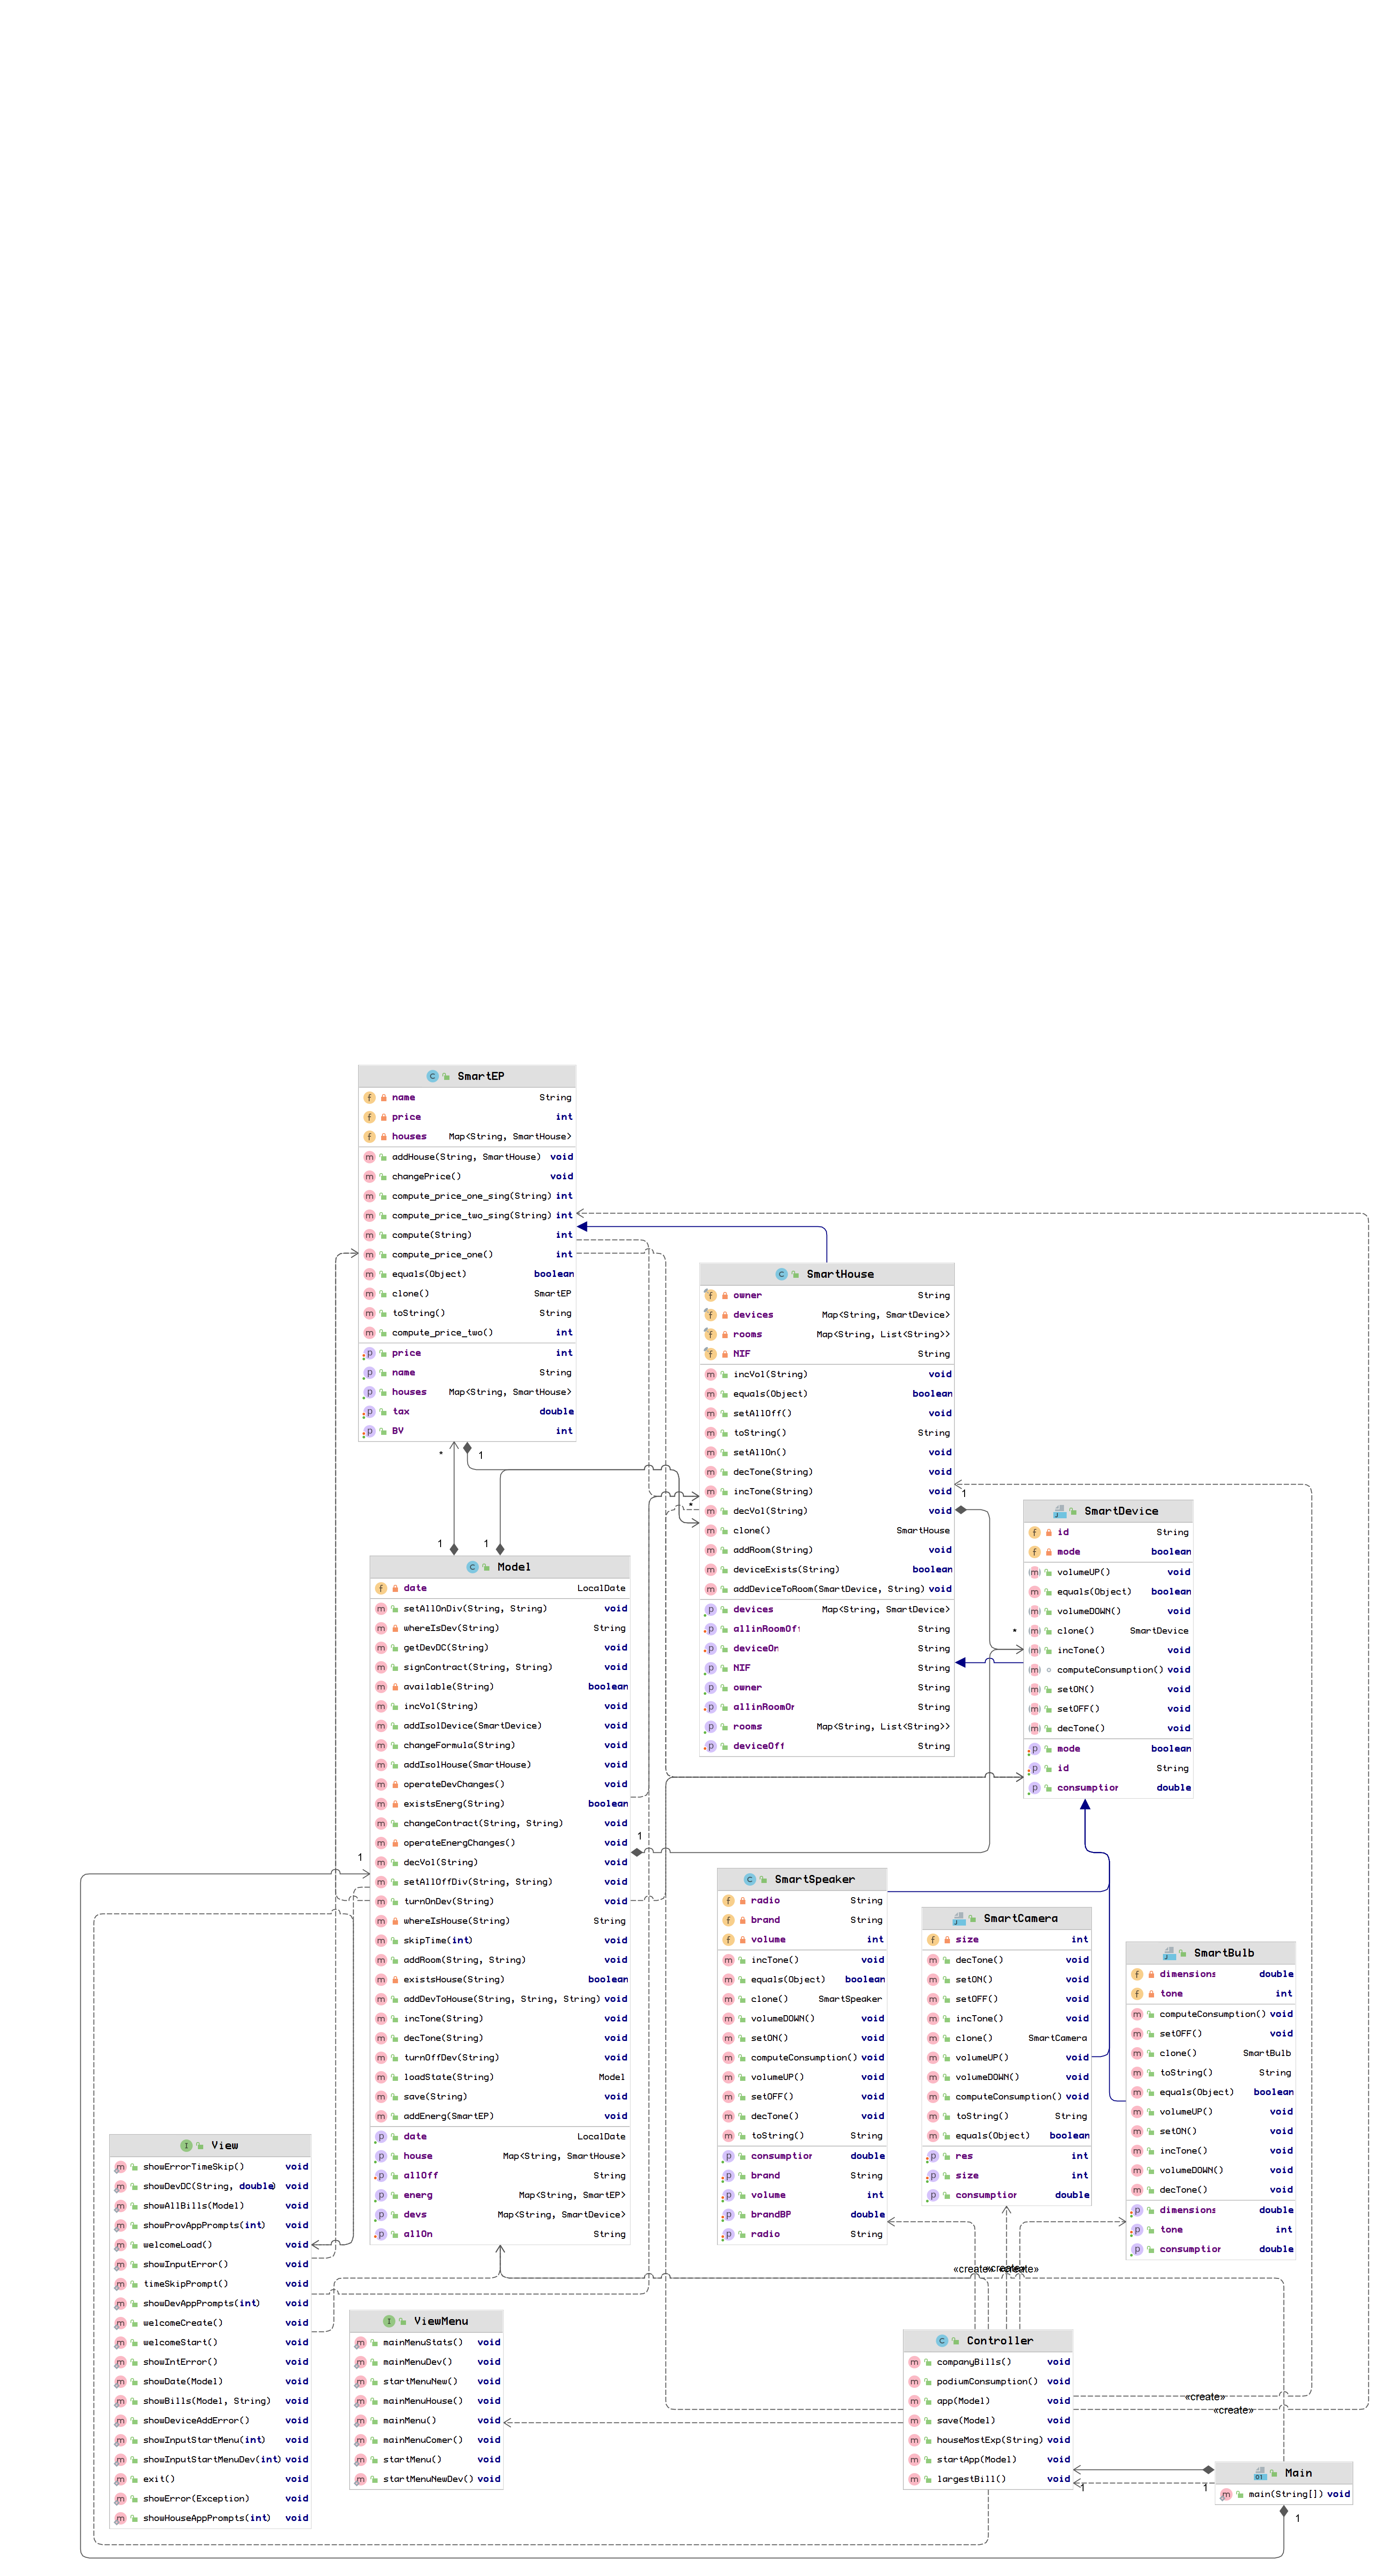 SmartEP
name String
price int
houses Map<String, SmartHouse>
addHouse(String, SmartHouse) void
changePrice() void
compute_price_one_sing(String) int
compute_price_two_sing(String) int
compute(String) int
compute_price_one() int
equals(Object) boolean
clone() SmartEP
toString() String
compute_price_two() int
price int
name String
houses Map<String, SmartHouse>
tax double
BV int
* 1
1 1
SmartHouse
owner String
devices Map<String, SmartDevice>
rooms Map<String, List<String>>
NIF String
incVol(String) void
equals(Object) boolean
setAllOff() void
toString() String
setAllOn() void
decTone(String) void
incTone(String) void
decVol(String) void
clone() SmartHouse
addRoom(String) void
deviceExists(String) boolean
addDeviceToRoom(SmartDevice, String) void
devices Map<String, SmartDevice>
allinRoomOf String
deviceOn String
NIF String
owner String
allinRoomOn String
rooms Map<String, List<String>>
deviceOff String
1
*
*
SmartDevice
id String
mode boolean
volumeUP() void
equals(Object) boolean
volumeDOWN() void
clone() SmartDevice
incTone() void
computeConsumption() void
setON() void
setOFF() void
decTone() void
mode boolean
id String
consumption double
Model
date LocalDate
setAllOnDiv(String, String) void
whereIsDev(String) String
getDevDC(String) void
signContract(String, String) void
available(String) boolean
incVol(String) void
addIsolDevice(SmartDevice) void
changeFormula(String) void
addIsolHouse(SmartHouse) void
operateDevChanges() void
existsEnerg(String) boolean
changeContract(String, String) void
operateEnergChanges() void
decVol(String) void
setAllOffDiv(String, String) void
turnOnDev(String) void
whereIsHouse(String) String
skipTime(int) void
addRoom(String, String) void
existsHouse(String) boolean
addDevToHouse(String, String, String) void
incTone(String) void
decTone(String) void
turnOffDev(String) void
loadState(String) Model
save(String) void
addEnerg(SmartEP) void
date LocalDate
house Map<String, SmartHouse>
allOff String
energ Map<String, SmartEP>
devs Map<String, SmartDevice>
allOn String
1
1
SmartSpeaker
radio String
brand String
volume int
incTone() void
equals(Object) boolean
clone() SmartSpeaker
volumeDOWN() void
setON() void
computeConsumption() void
volumeUP() void
setOFF() void
decTone() void
toString() String
consumption double
brand String
volume int
brandBP double
radio String
SmartCamera
size int
decTone() void
setON() void
setOFF() void
incTone() void
clone() SmartCamera
volumeUP() void
volumeDOWN() void
computeConsumption() void
toString() String
equals(Object) boolean
res int
size int
consumption double
SmartBulb
dimensions double
tone int
computeConsumption() void
setOFF() void
clone() SmartBulb
toString() String
equals(Object) boolean
volumeUP() void
setON() void
incTone() void
volumeDOWN() void
decTone() void
dimensions double
tone int
consumption double
View
showErrorTimeSkip() void
showDevDC(String, double) void
showAllBills(Model) void
showProvAppPrompts(int) void
welcomeLoad() void
showInputError() void
timeSkipPrompt() void
showDevAppPrompts(int) void
welcomeCreate() void
welcomeStart() void
showIntError() void
showDate(Model) void
showBills(Model, String) void
showDeviceAddError() void
showInputStartMenu(int) void
showInputStartMenuDev(int) void
exit() void
showError(Exception) void
showHouseAppPrompts(int) void
ViewMenu
mainMenuStats() void
mainMenuDev() void
startMenuNew() void
mainMenuHouse() void
mainMenu() void
mainMenuComer() void
startMenu() void
startMenuNewDev() void
«create» «create» «create»
Controller
companyBills() void
podiumConsumption() void
app(Model) void
save(Model) void
houseMostExp(String) void
startApp(Model) void
largestBill() void
«create»
«create»
Main
main(String[]) void
1 1
1